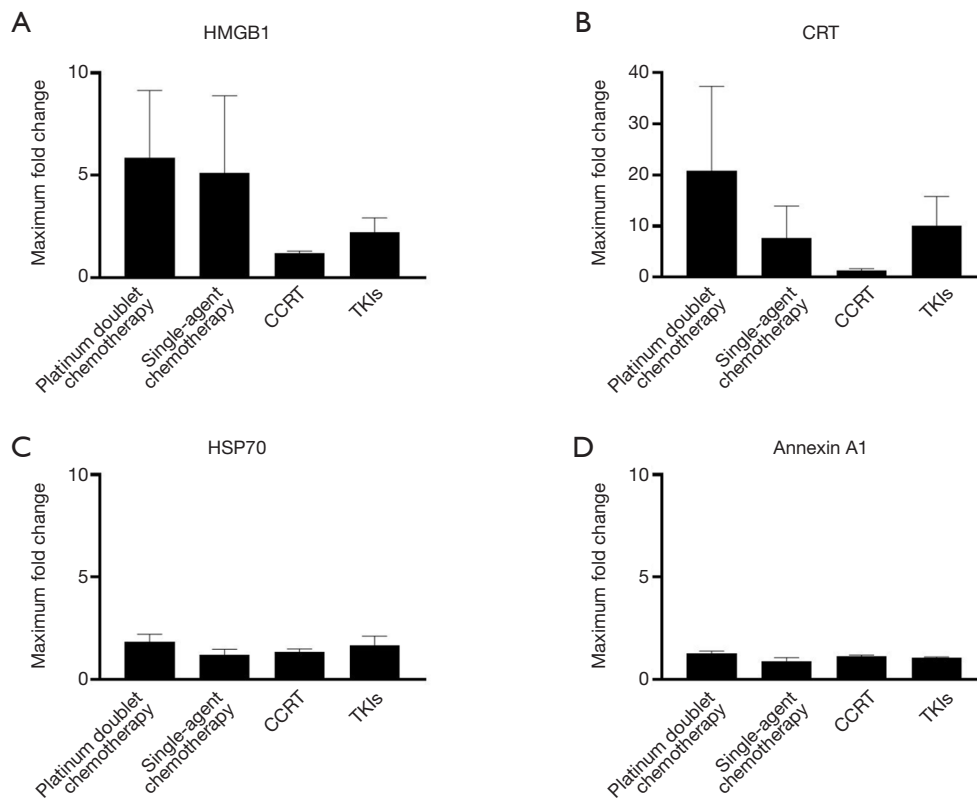 A
HMGB1
Maximum fold change
10
5
0
Platinum doublet
chemotherapy
Single-agent
chemotherapy
CCRT
TKIs
B
CRT
Maximum fold change
40
30
20
10
0
Platinum doublet
chemotherapy
Single-agent
chemotherapy
CCRT
TKIs
C
HSP70
Maximum fold change
10
5
0
Platinum doublet
chemotherapy
Single-agent
chemotherapy
CCRT
TKIs
D
Annexin A1
Maximum fold change
10
5
0
Platinum doublet
chemotherapy
Single-agent
chemotherapy
CCRT
TKIs